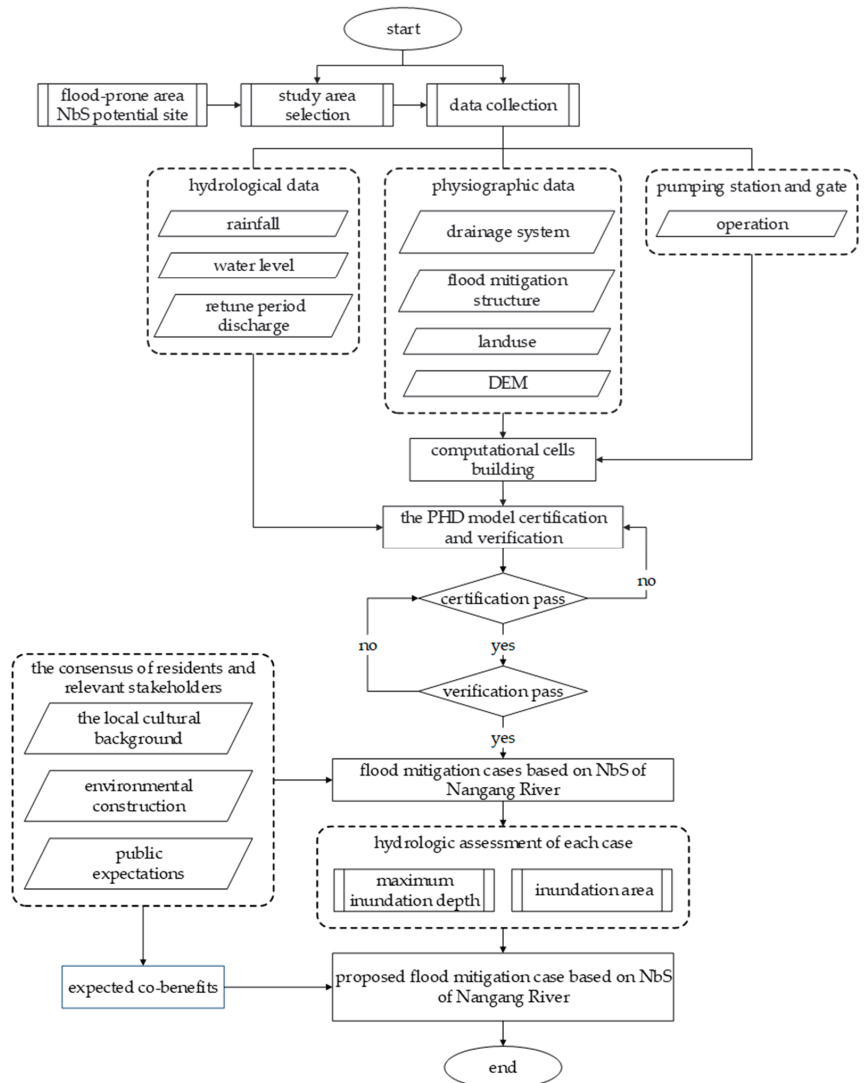 start
flood-prone area
NbS potential site
study area
selection
data collection
hydrological data
rainfall
water level
retune period
discharge
physiographic data
drainage system
flood mitigation
structure
landuse
DEM
pumping station and gate
operation
computational cells
building
the PHD model certification
and verification
certification pass
no
yes
no
verification pass
yes
the consensus of residents and
relevant stakeholders
the local cultural
background
environmental
construction
public
expectations
flood mitigation cases based on NbS of
Nangang River
hydrologic assessment of each case
maximum
inundation depth
inundation area
expected co-benefits
proposed flood mitigation case based on NbS
of Nangang River
end